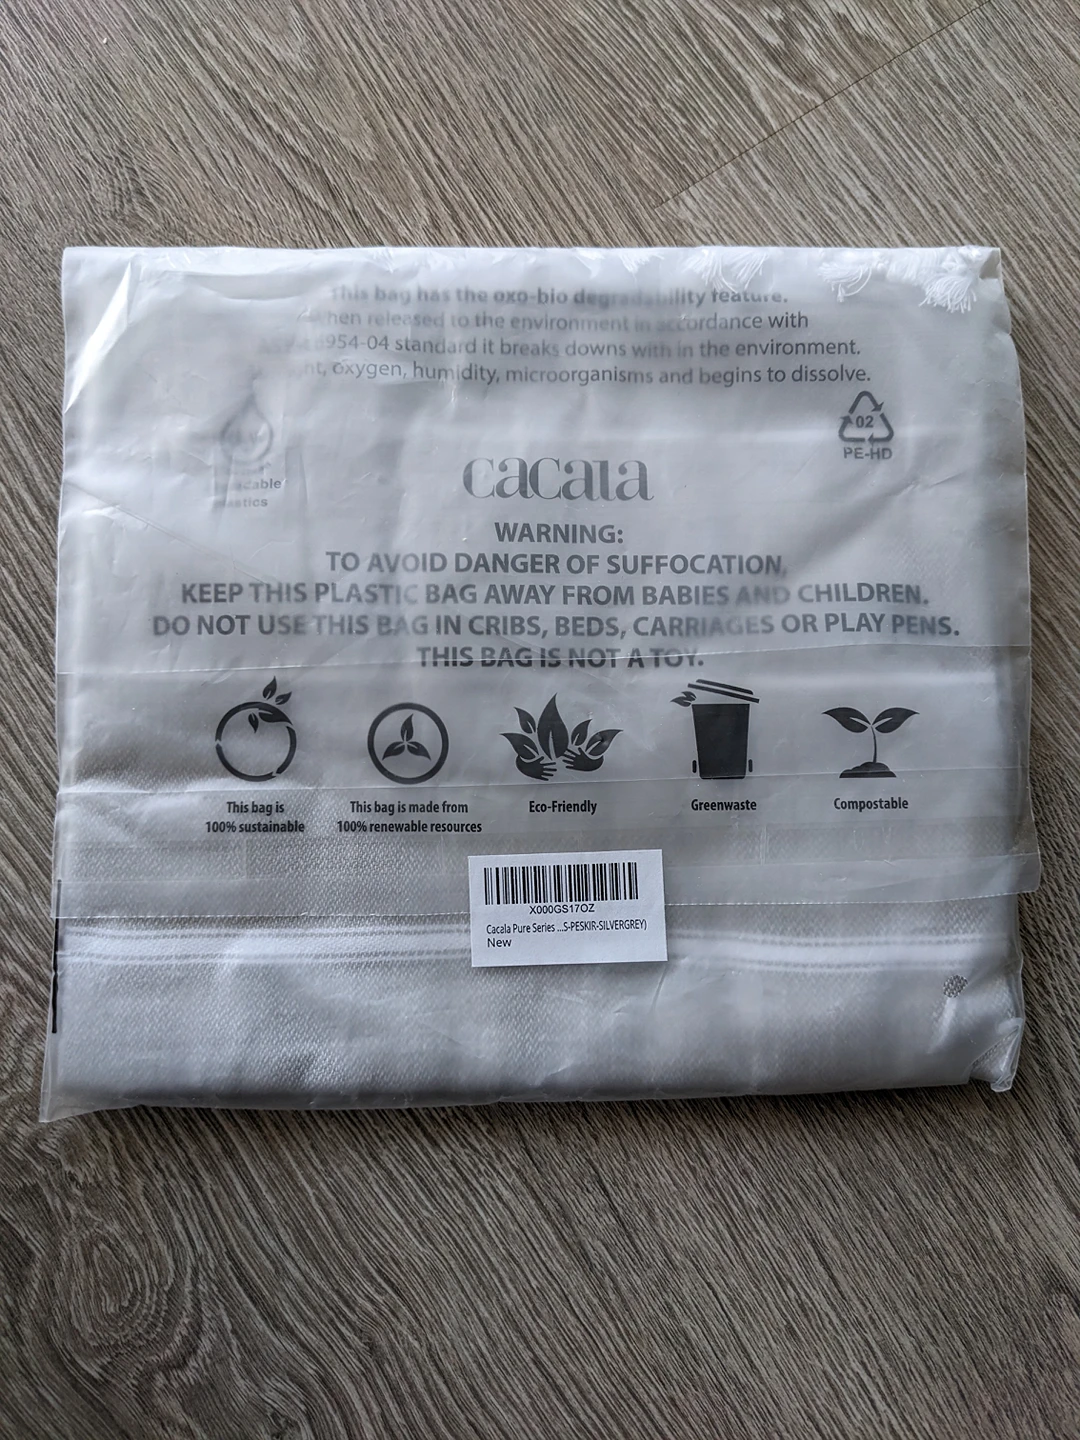 This bag has the oxo-bio degradability feature.
when released to the environment in accordance with
954-04 standard it breaks downs with in the environment.
oxygen, humidity, microorganisms and begins to dissolve.
02
PE-HD
cacala
WARNING:
TO AVOID DANGER OF SUFFOCATION,
KEEP THIS PLASTIC BAG AWAY FROM BABIES AND CHILDREN.
DO NOT USE THIS BAG IN CRIBS, BEDS, CARRIAGES OR PLAY PENS.
THIS BAG IS NOT A TOY.
This bag is
100% sustainable
This bag is made from
100% renewable resources
Eco-Friendly
Greenwaste
Compostable
X000GS17OZ
Cacala Pure Series ...S-PESKIR-SILVERGREY)
New